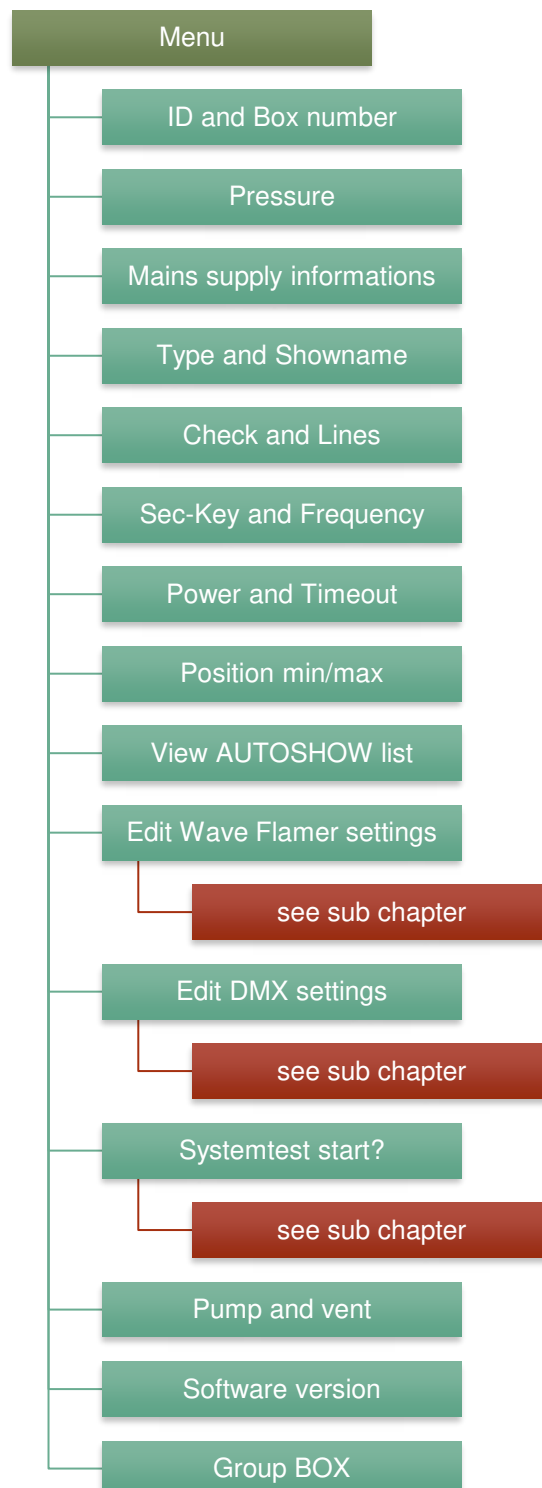 Menu
ID and Box number
Pressure
Mains supply informations
Type and Showname
Check and Lines
Sec-Key and Frequency
Power and Timeout
Position min/max
View AUTOSHOW list
Edit Wave Flamer settings
see sub chapter
Edit DMX settings
see sub chapter
Systemtest start?
see sub chapter
Pump and vent
Software version
Group BOX